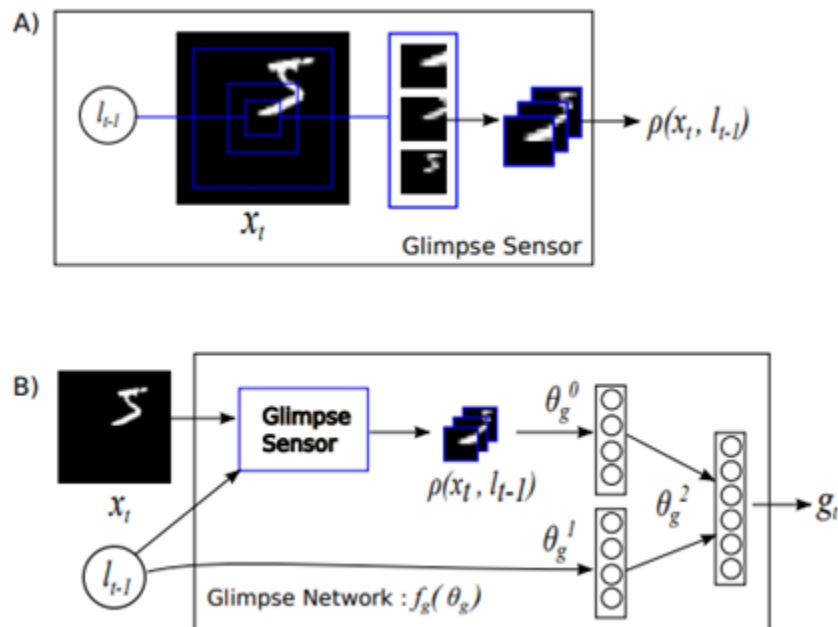 A)
l_{t-1}
x_t
ρ(x_t, l_{t-1})
Glimpse Sensor
B)
x_t
l_{t-1}
Glimpse
Sensor
ρ(x_t, l_{t-1})
θ_g^0
θ_g^1
θ_g^2
g_t
Glimpse Network : f_g(θ_g)